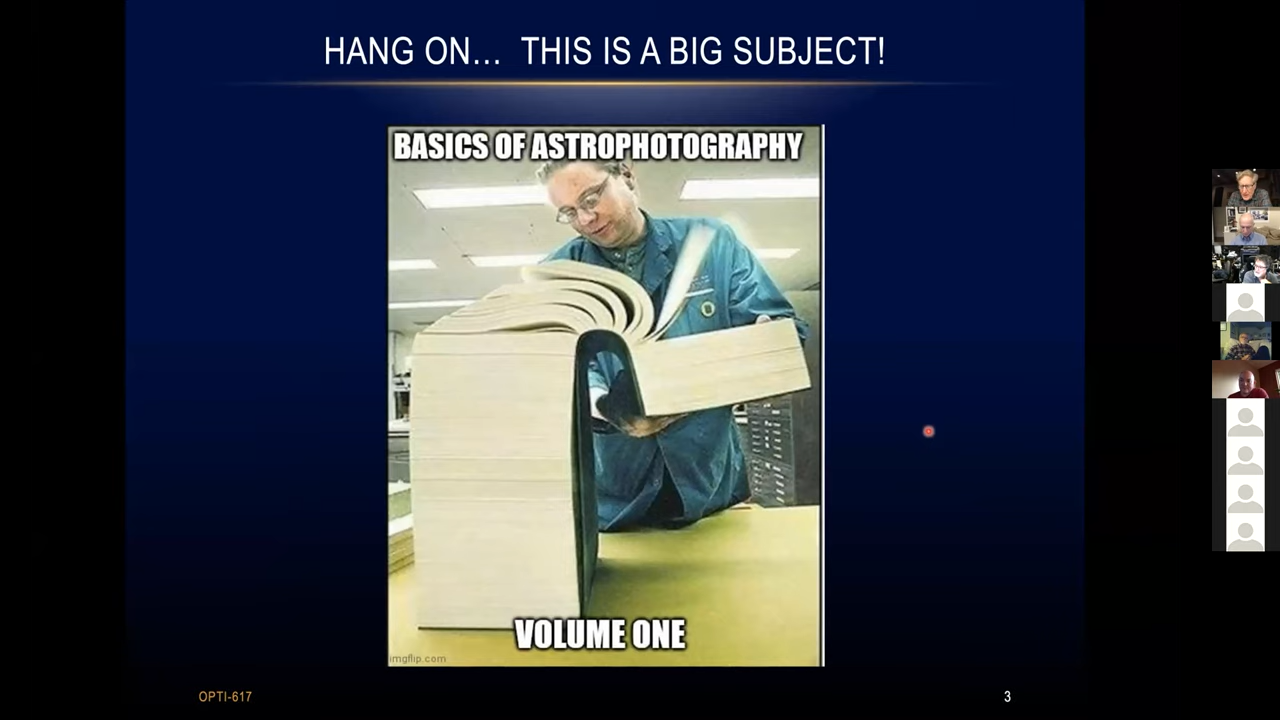 HANG ON... THIS IS A BIG SUBJECT!
BASICS OF ASTROPHOTOGRAPHY
VOLUME ONE
imgflip.com
OPTI-617
3